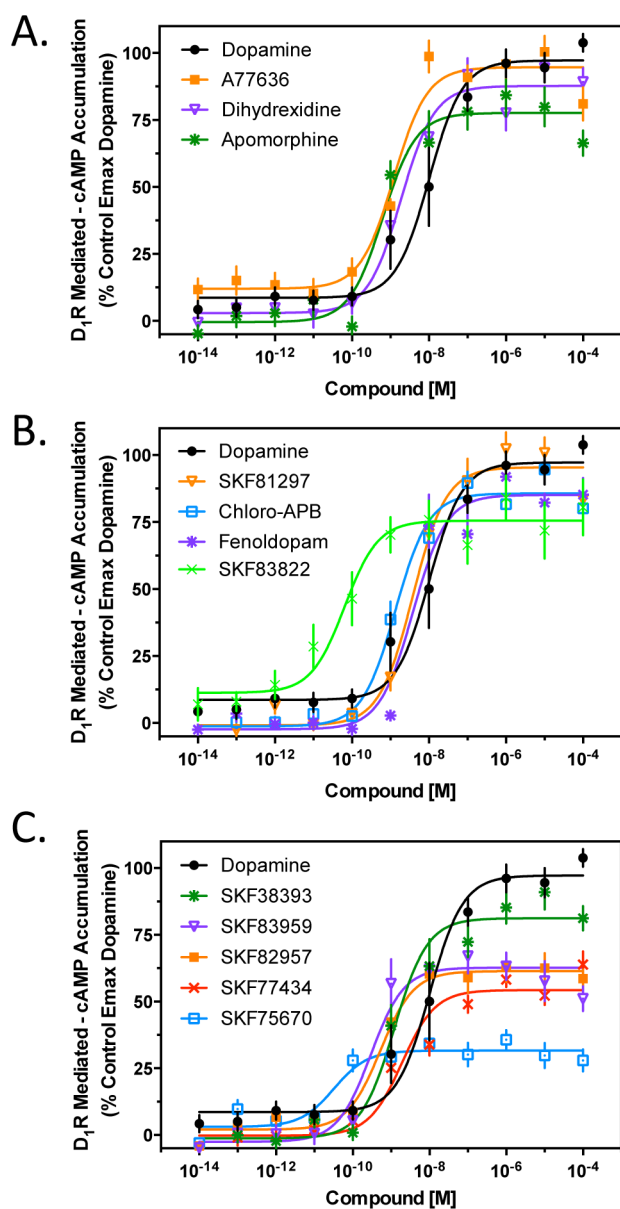 A.
D₁R Mediated - cAMP Accumulation
(% Control Emax Dopamine)
100
75
50
25
0
Dopamine
A77636
Dihydrexidine
Apomorphine
10⁻¹⁴
10⁻¹²
10⁻¹⁰
10⁻⁸
10⁻⁶
10⁻⁴
Compound [M]
B.
D₁R Mediated - cAMP Accumulation
(% Control Emax Dopamine)
100
75
50
25
0
Dopamine
SKF81297
Chloro-APB
Fenoldopam
SKF83822
10⁻¹⁴
10⁻¹²
10⁻¹⁰
10⁻⁸
10⁻⁶
10⁻⁴
Compound [M]
C.
D₁R Mediated - cAMP Accumulation
(% Control Emax Dopamine)
100
75
50
25
0
Dopamine
SKF38393
SKF83959
SKF82957
SKF77434
SKF75670
10⁻¹⁴
10⁻¹²
10⁻¹⁰
10⁻⁸
10⁻⁶
10⁻⁴
Compound [M]